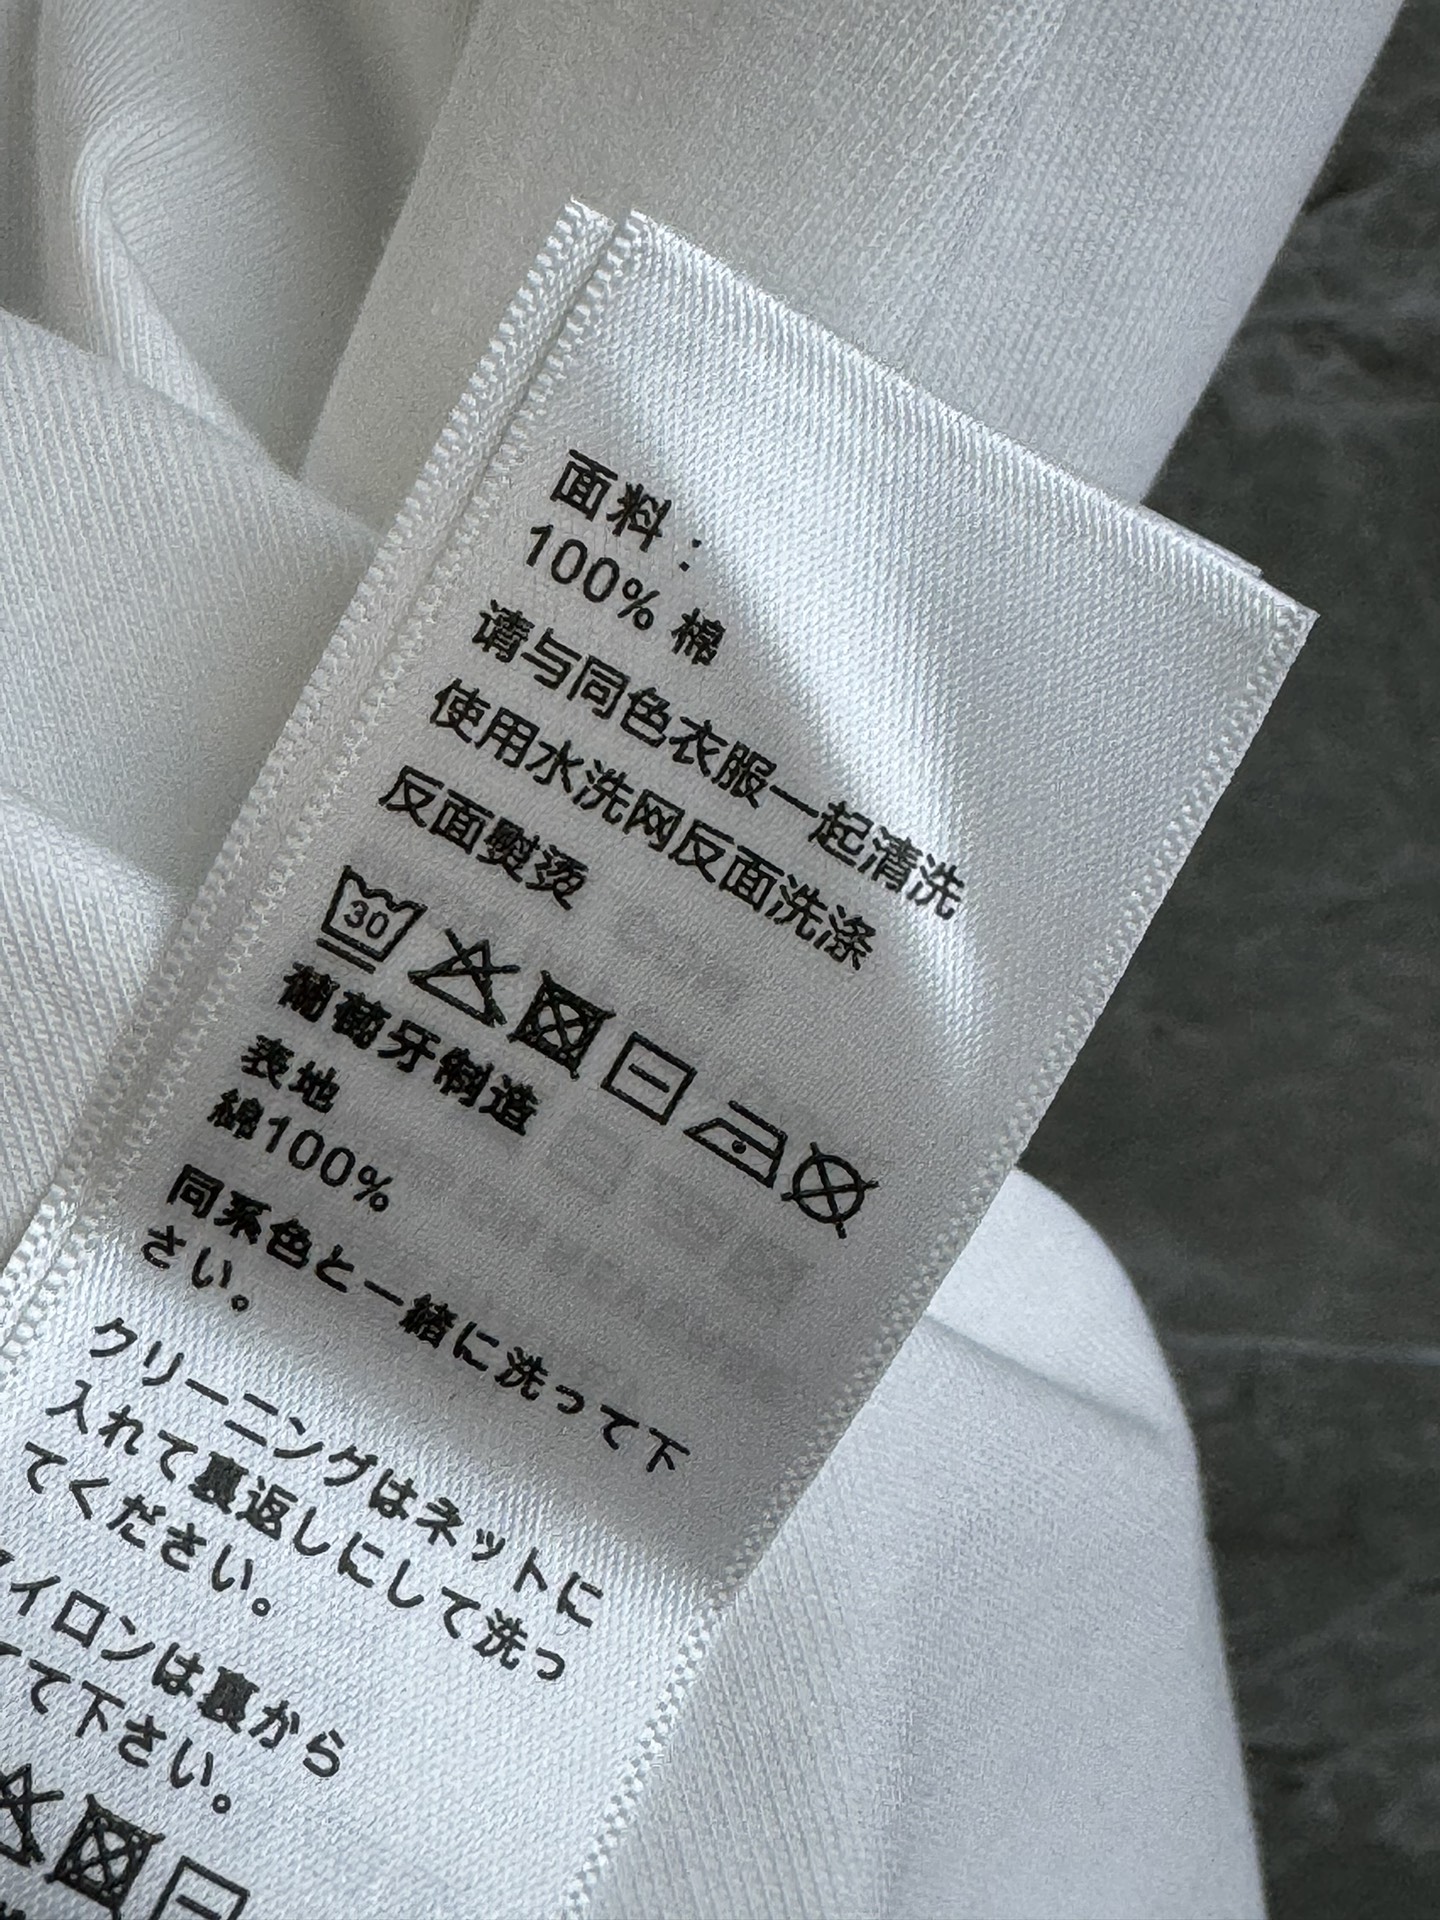 面料：
100% 棉
请与同色衣服一起清洗
使用水洗网反面洗涤
反面熨烫
30
葡萄牙制造
表地
綿100%
同系色と一緒に洗って下
さい。
クリーニングはネットに
入れて裏返しにして洗っ
てください。
イロンは裏から
てて下さい。